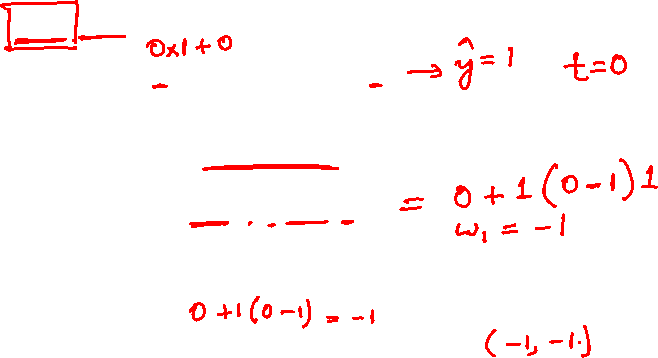 0x1+0
→ ŷ=1 t=0
= 0+1(0-1)1
w₁ = -1
0+1(0-1) = -1
(-1, -1.)